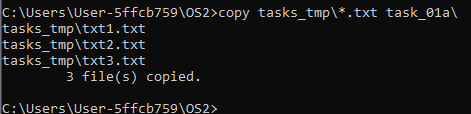 C:\Users\User-5ffcb759\OS2>copy tasks_tmp\*.txt task_01a\
tasks_tmp\txt1.txt
tasks_tmp\txt2.txt
tasks_tmp\txt3.txt
        3 file(s) copied.
C:\Users\User-5ffcb759\OS2>